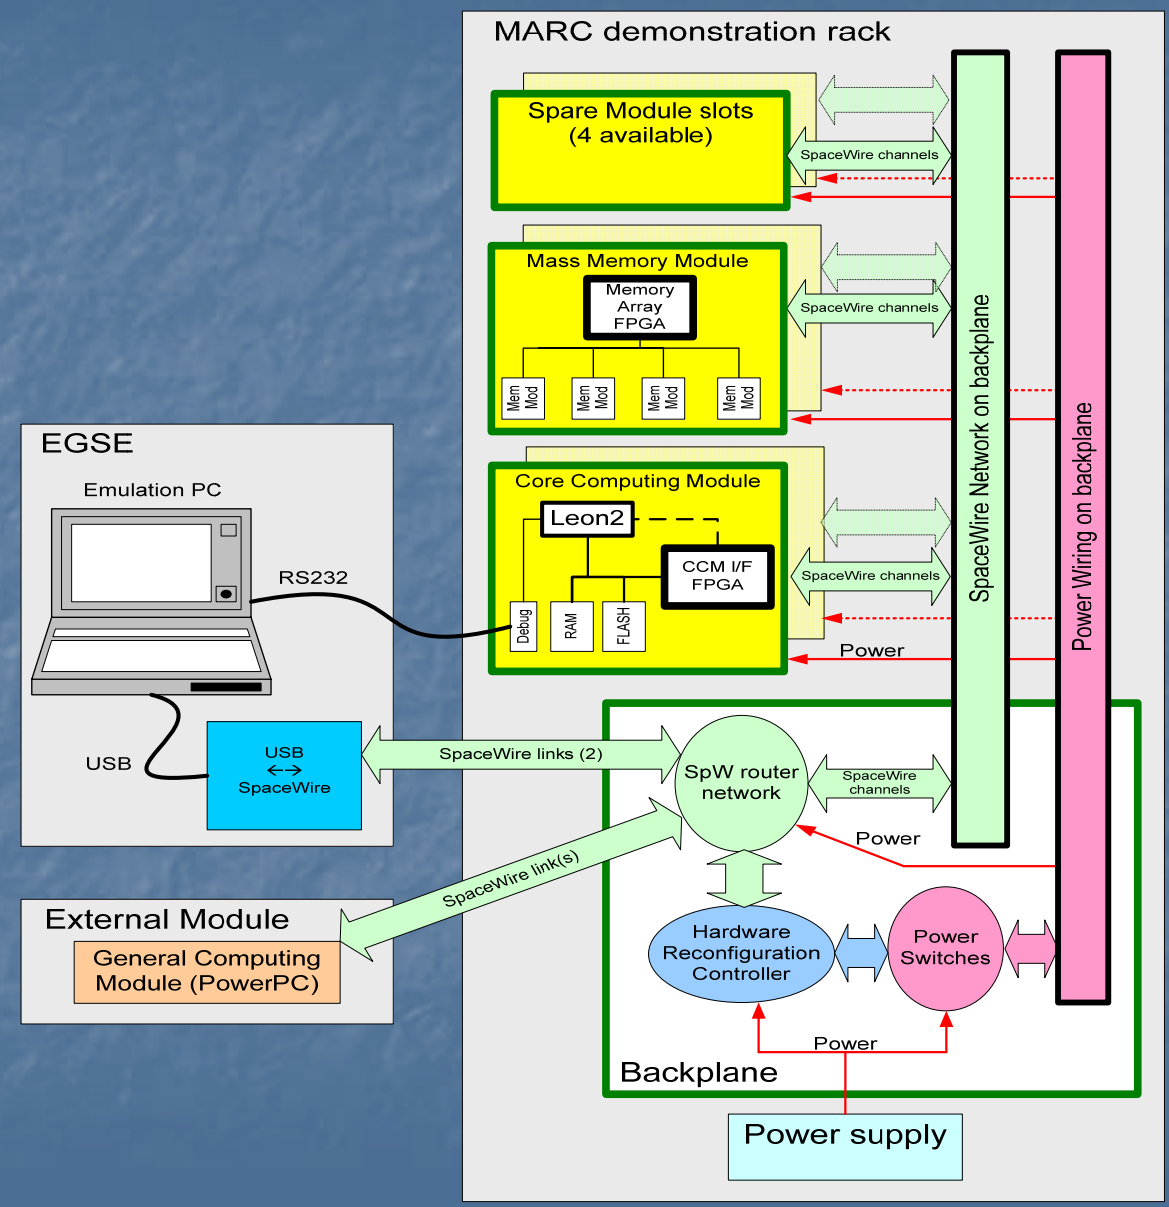 MARC demonstration rack
Spare Module slots
(4 available)
SpaceWire channels
Mass Memory Module
Memory
Array
FPGA
Mem
Mod
Mem
Mod
Mem
Mod
Mem
Mod
SpaceWire channels
Core Computing Module
Leon2
CCM I/F
FPGA
Debug
RAM
FLASH
SpaceWire channels
Power
SpaceWire Network on backplane
Power Wiring on backplane
EGSE
Emulation PC
RS232
USB
USB
←→
SpaceWire
SpaceWire links (2)
SpW router
network
SpaceWire
channels
Power
SpaceWire link(s)
External Module
General Computing
Module (PowerPC)
Hardware
Reconfiguration
Controller
Power
Switches
Power
Backplane
Power supply